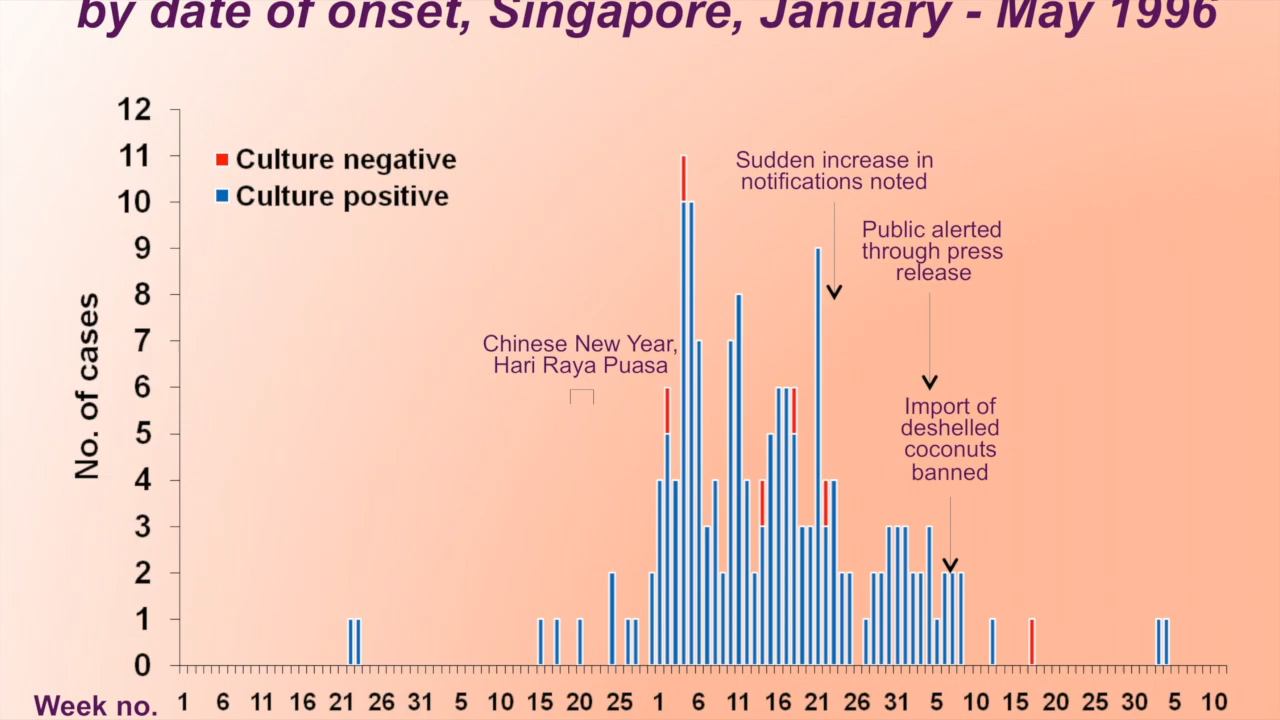 by date of onset, Singapore, January - May 1996
12
11
10
9
8
7
6
5
4
3
2
1
0
No. of cases
Culture negative
Culture positive
Chinese New Year,
Hari Raya Puasa
Sudden increase in
notifications noted
Public alerted
through press
release
Import of
deshelled
coconuts
banned
Week no.
1 6 11 16 21 26 31 5 10 15 20 25 1 6 11 16 21 26 31 5 10 15 20 25 30 5 10